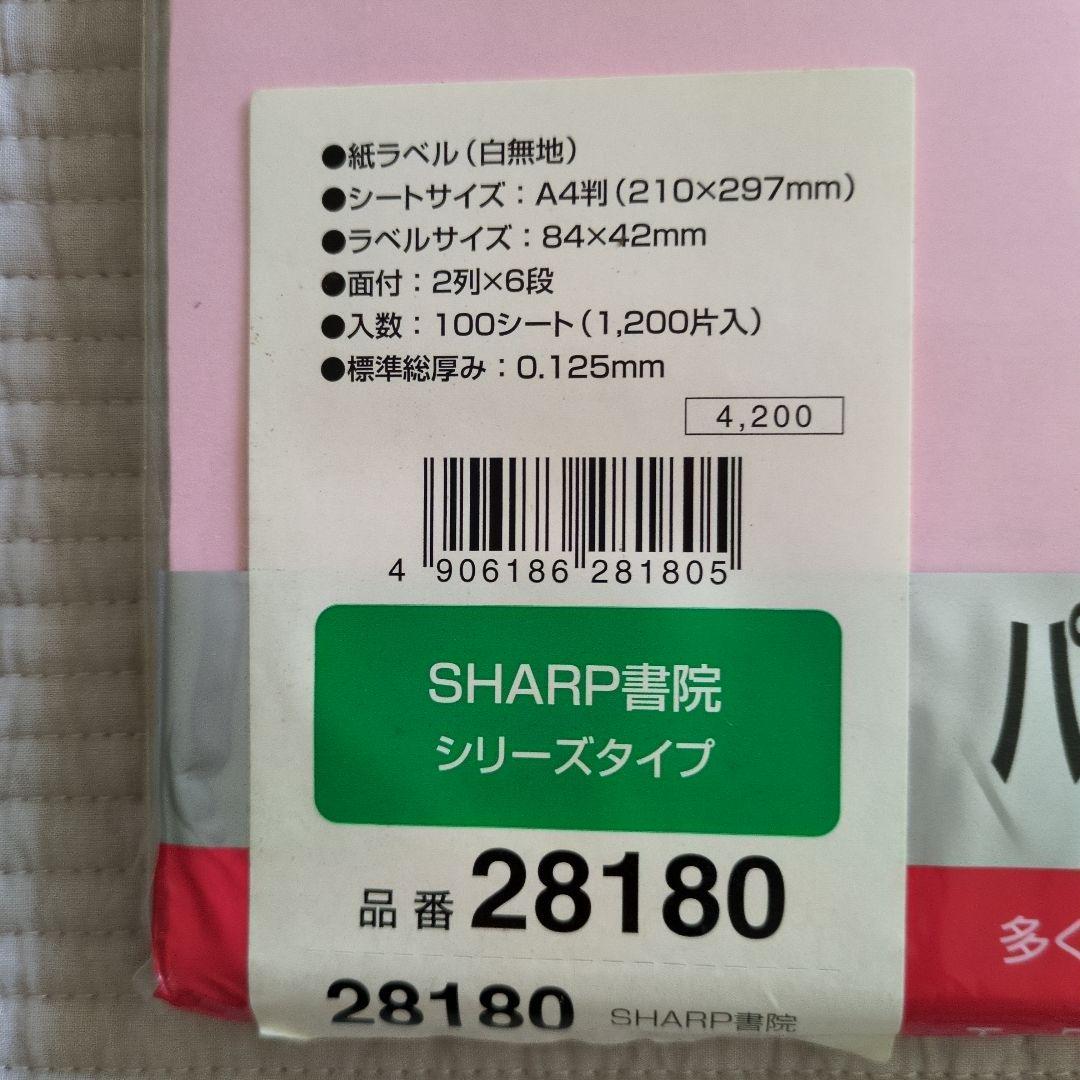 ●紙ラベル（白無地）
●シートサイズ：A4判（210×297mm）
●ラベルサイズ：84×42mm
●面付：2列×6段
●入数：100シート（1,200片入）
●標準総厚み：0.125mm
4,200
4 906186 281805
SHARP書院
シリーズタイプ
品番 28180
28180 SHARP書院
パ
多く